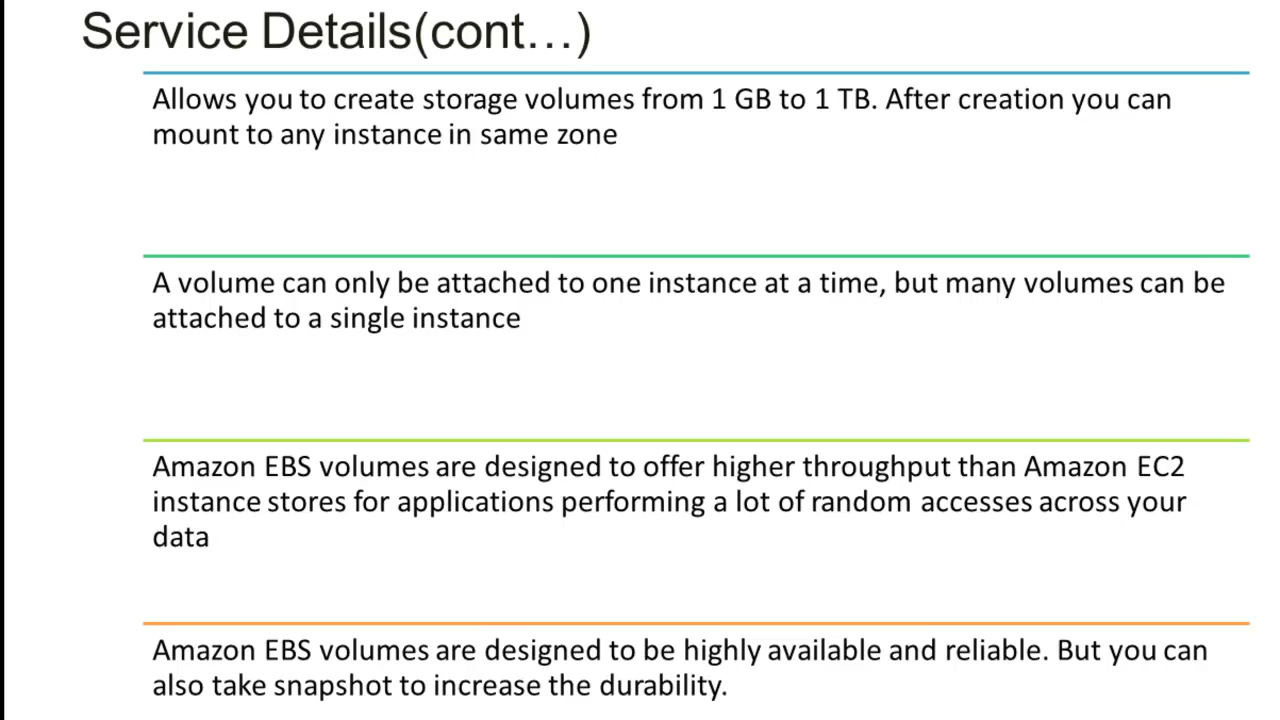 Service Details(cont...)
Allows you to create storage volumes from 1 GB to 1 TB. After creation you can
mount to any instance in same zone
A volume can only be attached to one instance at a time, but many volumes can be
attached to a single instance
Amazon EBS volumes are designed to offer higher throughput than Amazon EC2
instance stores for applications performing a lot of random accesses across your
data
Amazon EBS volumes are designed to be highly available and reliable. But you can
also take snapshot to increase the durability.